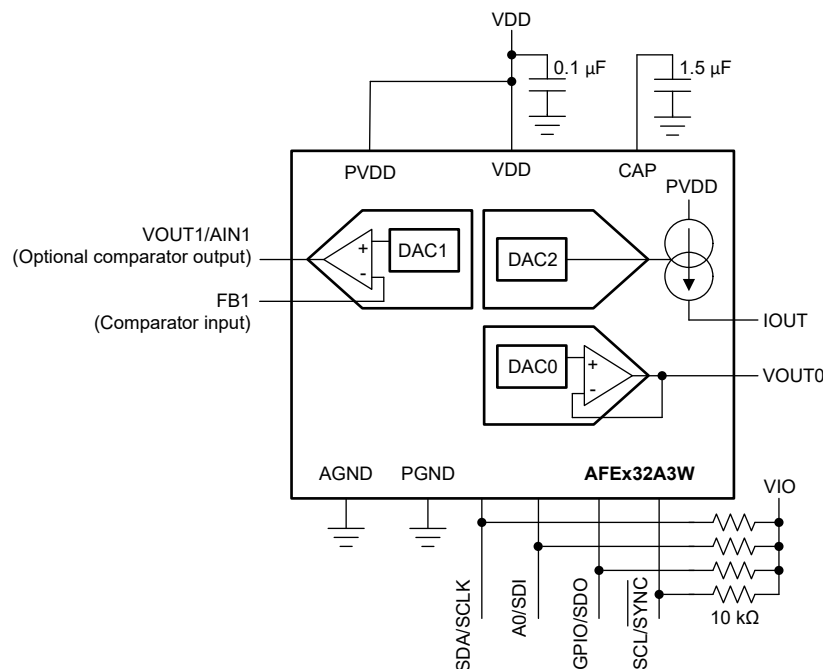 VDD
0.1 µF
1.5 µF
PVDD
VDD
CAP
PVDD
VOUT1/AIN1
(Optional comparator output)
+
-
DAC1
DAC2
FB1
(Comparator input)
IOUT
DAC0
+
-
VOUT0
AGND
PGND
AFEx32A3W
VIO
SDA/SCLK
A0/SDI
GPIO/SDO
SCL/SYNC
10 kΩ